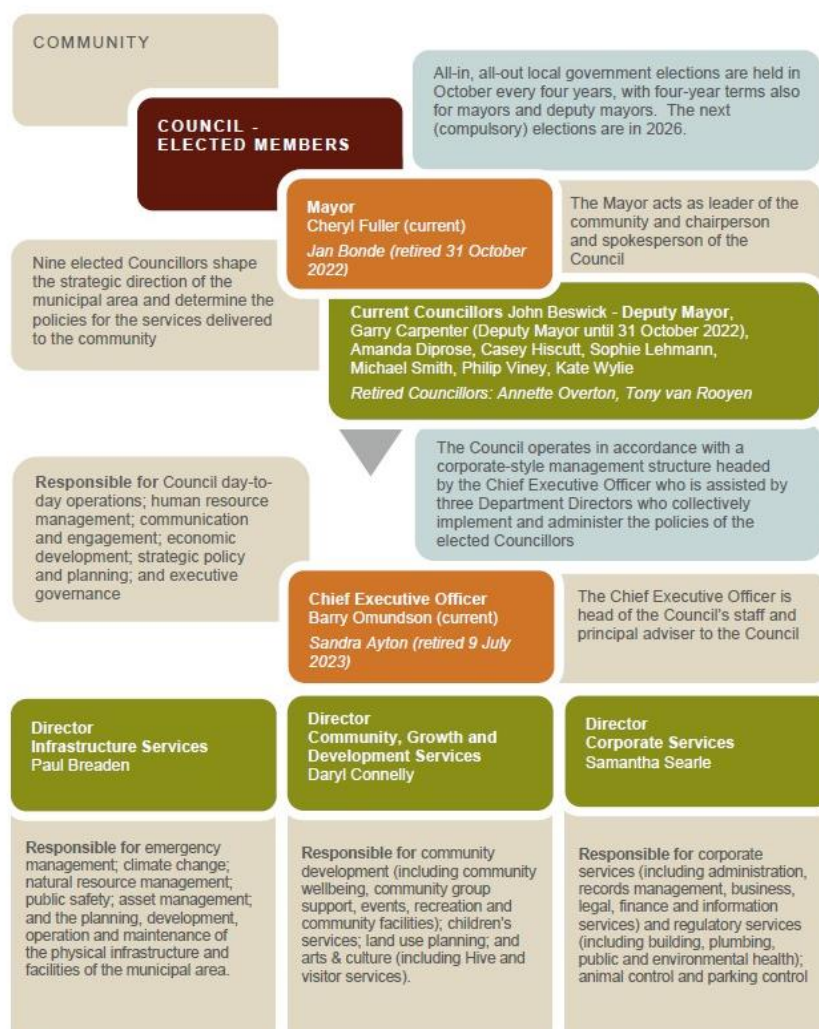 COMMUNITY
All-in, all-out local government elections are held in
October every four years, with four-year terms also
for mayors and deputy mayors. The next
(compulsory) elections are in 2026.
COUNCIL -
ELECTED MEMBERS
Mayor
Cheryl Fuller (current)
Jan Bonde (retired 31 October
2022)
The Mayor acts as leader of the
community and chairperson
and spokesperson of the
Council
Nine elected Councillors shape
the strategic direction of the
municipal area and determine the
policies for the services delivered
to the community
Current Councillors John Beswick - Deputy Mayor,
Garry Carpenter (Deputy Mayor until 31 October 2022),
Amanda Diprose, Casey Hiscutt, Sophie Lehmann,
Michael Smith, Philip Viney, Kate Wylie
Retired Councillors: Annette Overton, Tony van Rooyen
The Council operates in accordance with a
corporate-style management structure headed
by the Chief Executive Officer who is assisted by
three Department Directors who collectively
implement and administer the policies of the
elected Councillors
Responsible for Council day-to-
day operations; human resource
management; communication
and engagement; economic
development; strategic policy
and planning; and executive
governance
Chief Executive Officer
Barry Omundson (current)
Sandra Ayton (retired 9 July
2023)
The Chief Executive Officer is
head of the Council's staff and
principal adviser to the Council
Director
Infrastructure Services
Paul Breaden
Director
Community, Growth and
Development Services
Daryl Connelly
Director
Corporate Services
Samantha Searle
Responsible for emergency
management; climate change;
natural resource management;
public safety; asset management;
and the planning, development,
operation and maintenance of
the physical infrastructure and
facilities of the municipal area.
Responsible for community
development (including community
wellbeing, community group
support, events, recreation and
community facilities); children's
services; land use planning; and
arts & culture (including Hive and
visitor services).
Responsible for corporate
services (including administration,
records management, business,
legal, finance and information
services) and regulatory services
(including building, plumbing,
public and environmental health);
animal control and parking control